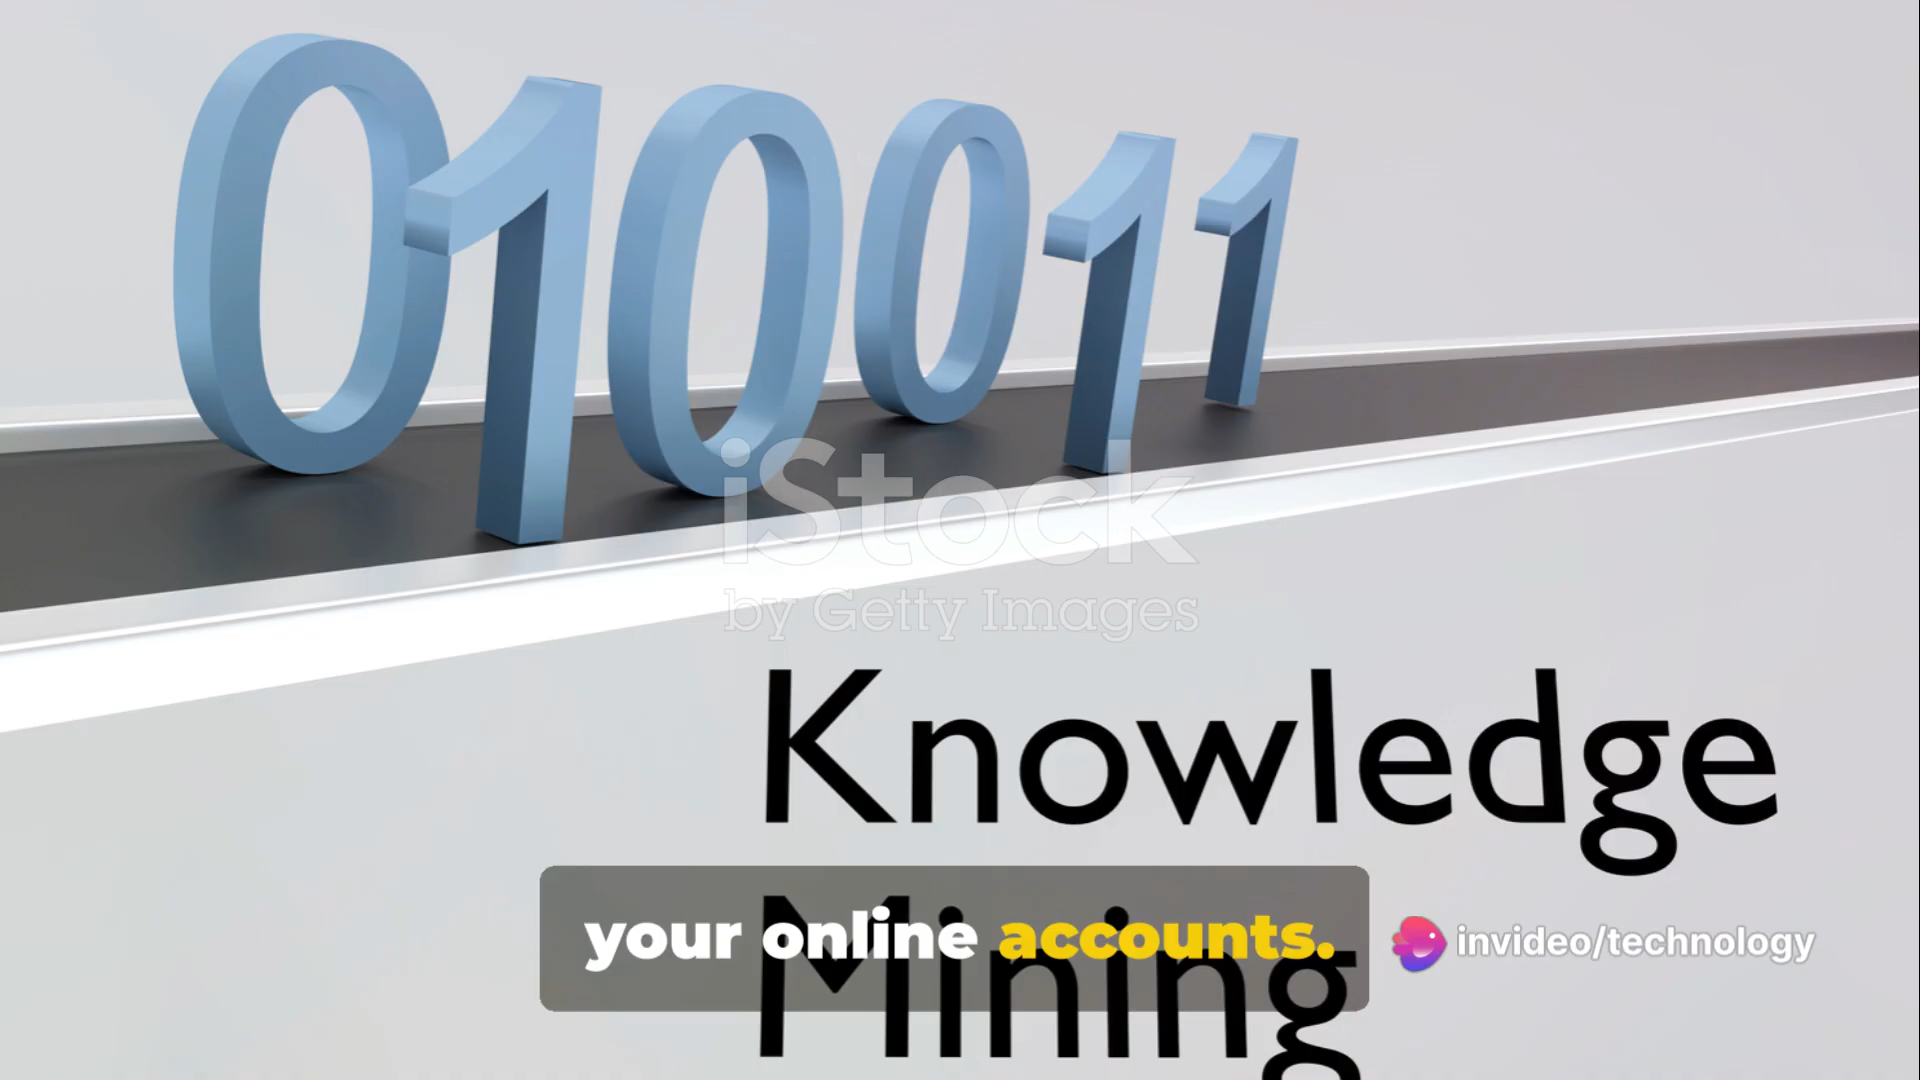 010011
iStock
by Getty Images
Knowledge
Mining
your online accounts.
invideo/technology